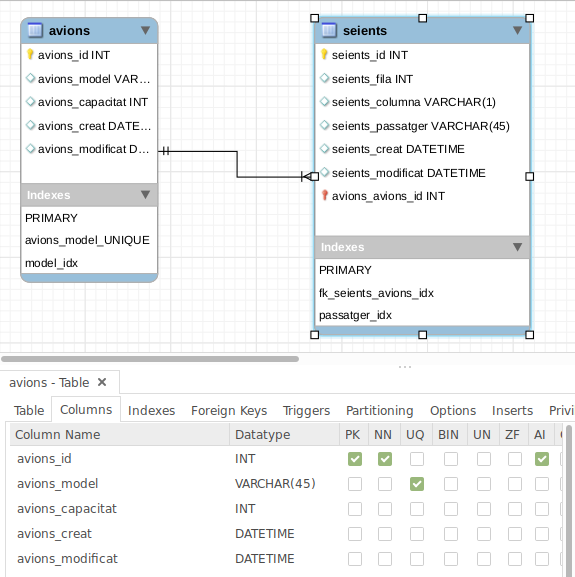 avions
avions_id INT
avions_model VAR...
avions_capacitat INT
avions_creat DATE...
avions_modificat D...
Indexes
PRIMARY
avions_model_UNIQUE
model_idx
seients
seients_id INT
seients_fila INT
seients_columna VARCHAR(1)
seients_passatger VARCHAR(45)
seients_creat DATETIME
seients_modificat DATETIME
avions_avions_id INT
Indexes
PRIMARY
fk_seients_avions_idx
passatger_idx
avions - Table
Table Columns Indexes Foreign Keys Triggers Partitioning Options Inserts Privi
Column Name Datatype PK NN UQ BIN UN ZF AI
avions_id INT
avions_model VARCHAR(45)
avions_capacitat INT
avions_creat DATETIME
avions_modificat DATETIME